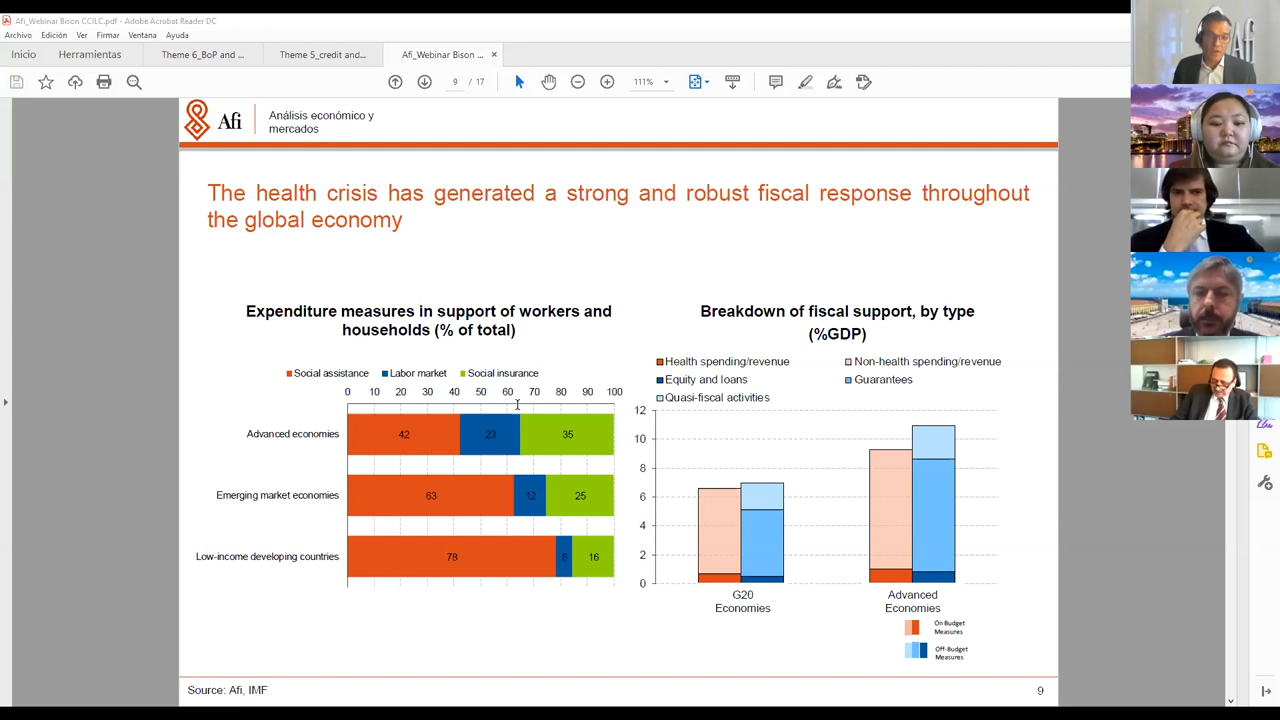 Afi_Webinar Bison CCILC.pdf - Adobe Acrobat Reader DC
Archivo Edición Ver Firmar Ventana Ayuda
Inicio Herramientas Theme 6_BoP and ... Theme 5_credit and... Afi_Webinar Bison ... ×
9 / 17 111%
Afi
Análisis económico y
mercados
The health crisis has generated a strong and robust fiscal response throughout
the global economy
Expenditure measures in support of workers and
households (% of total)
Social assistance Labor market Social insurance
0 10 20 30 40 50 60 70 80 90 100
Advanced economies 42 23 35
Emerging market economies 63 12 25
Low-income developing countries 78 6 16
Breakdown of fiscal support, by type
(%GDP)
Health spending/revenue Non-health spending/revenue
Equity and loans Guarantees
Quasi-fiscal activities
12
10
8
6
4
2
0
G20
Economies
Advanced
Economies
On Budget
Measures
Off-Budget
Measures
Source: Afi, IMF
9
Afi